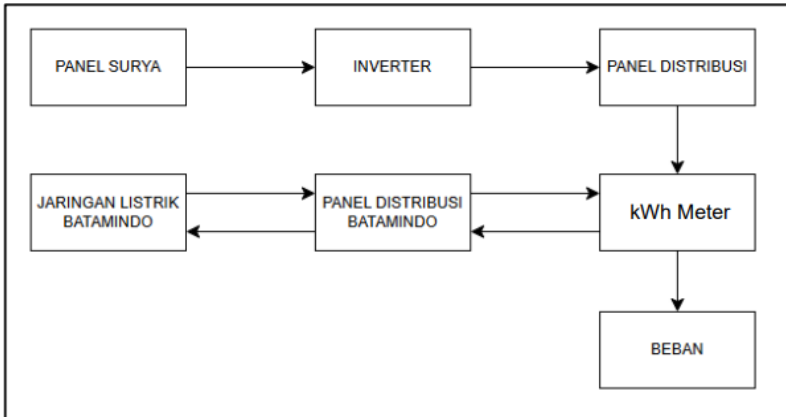 PANEL SURYA
INVERTER
PANEL DISTRIBUSI
JARINGAN LISTRIK
BATAMINDO
PANEL DISTRIBUSI
BATAMINDO
kWh Meter
BEBAN